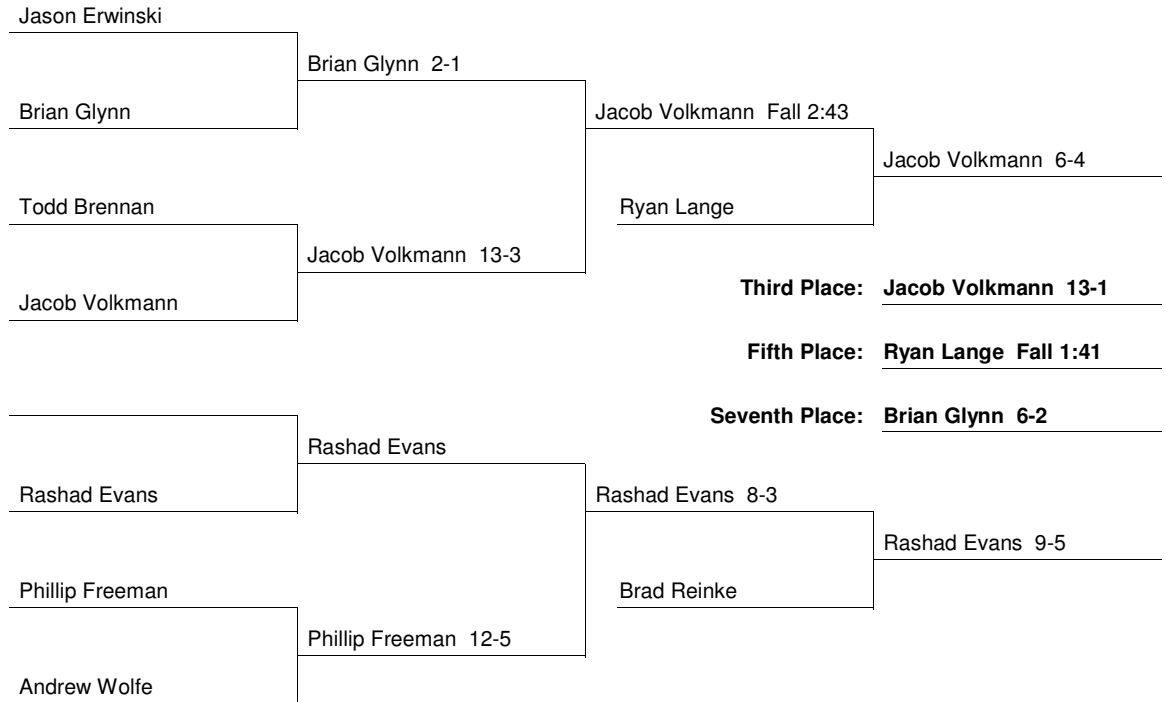 Jason Erwinski
Brian Glynn 2-1
Brian Glynn
Jacob Volkmann Fall 2:43
Jacob Volkmann 6-4
Todd Brennan
Ryan Lange
Jacob Volkmann 13-3
Third Place: Jacob Volkmann 13-1
Jacob Volkmann
Fifth Place: Ryan Lange Fall 1:41
Seventh Place: Brian Glynn 6-2
Rashad Evans
Rashad Evans
Rashad Evans 8-3
Rashad Evans 9-5
Phillip Freeman
Brad Reinke
Phillip Freeman 12-5
Andrew Wolfe